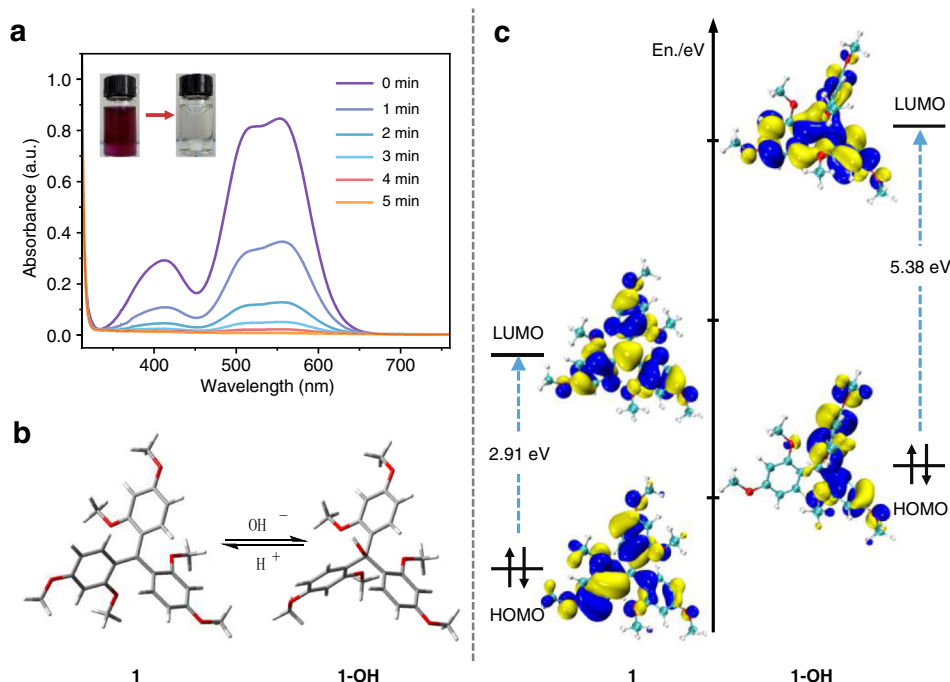 a
1.0
0.8
0.6
0.4
0.2
0.0
Absorbance (a.u.)
0 min
1 min
2 min
3 min
4 min
5 min
400
500
600
700
Wavelength (nm)
b
OH⁻
H⁺
1
1-OH
c
En./eV
LUMO
2.91 eV
HOMO
LUMO
5.38 eV
HOMO
1
1-OH